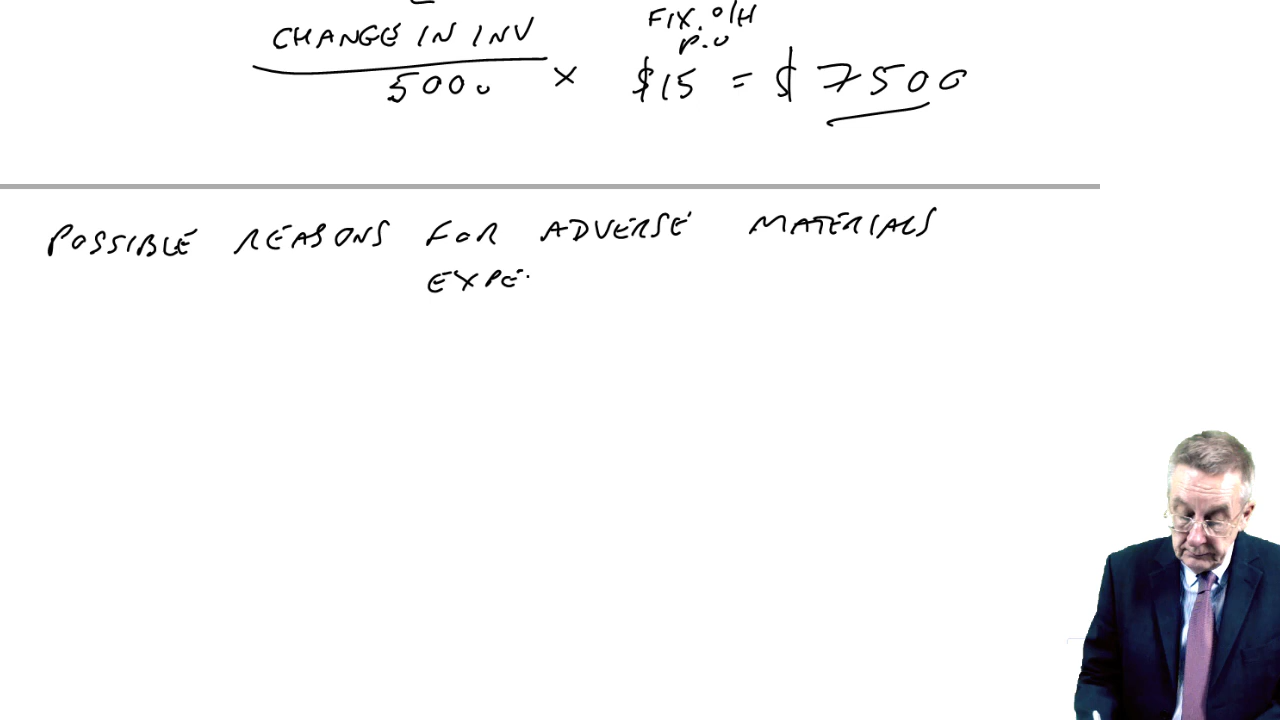 CHANGE IN INV
FIX. O/H
P.U
5000 × $15 = $7500
POSSIBLE REASONS FOR ADVERSE MATERIALS
EXPE